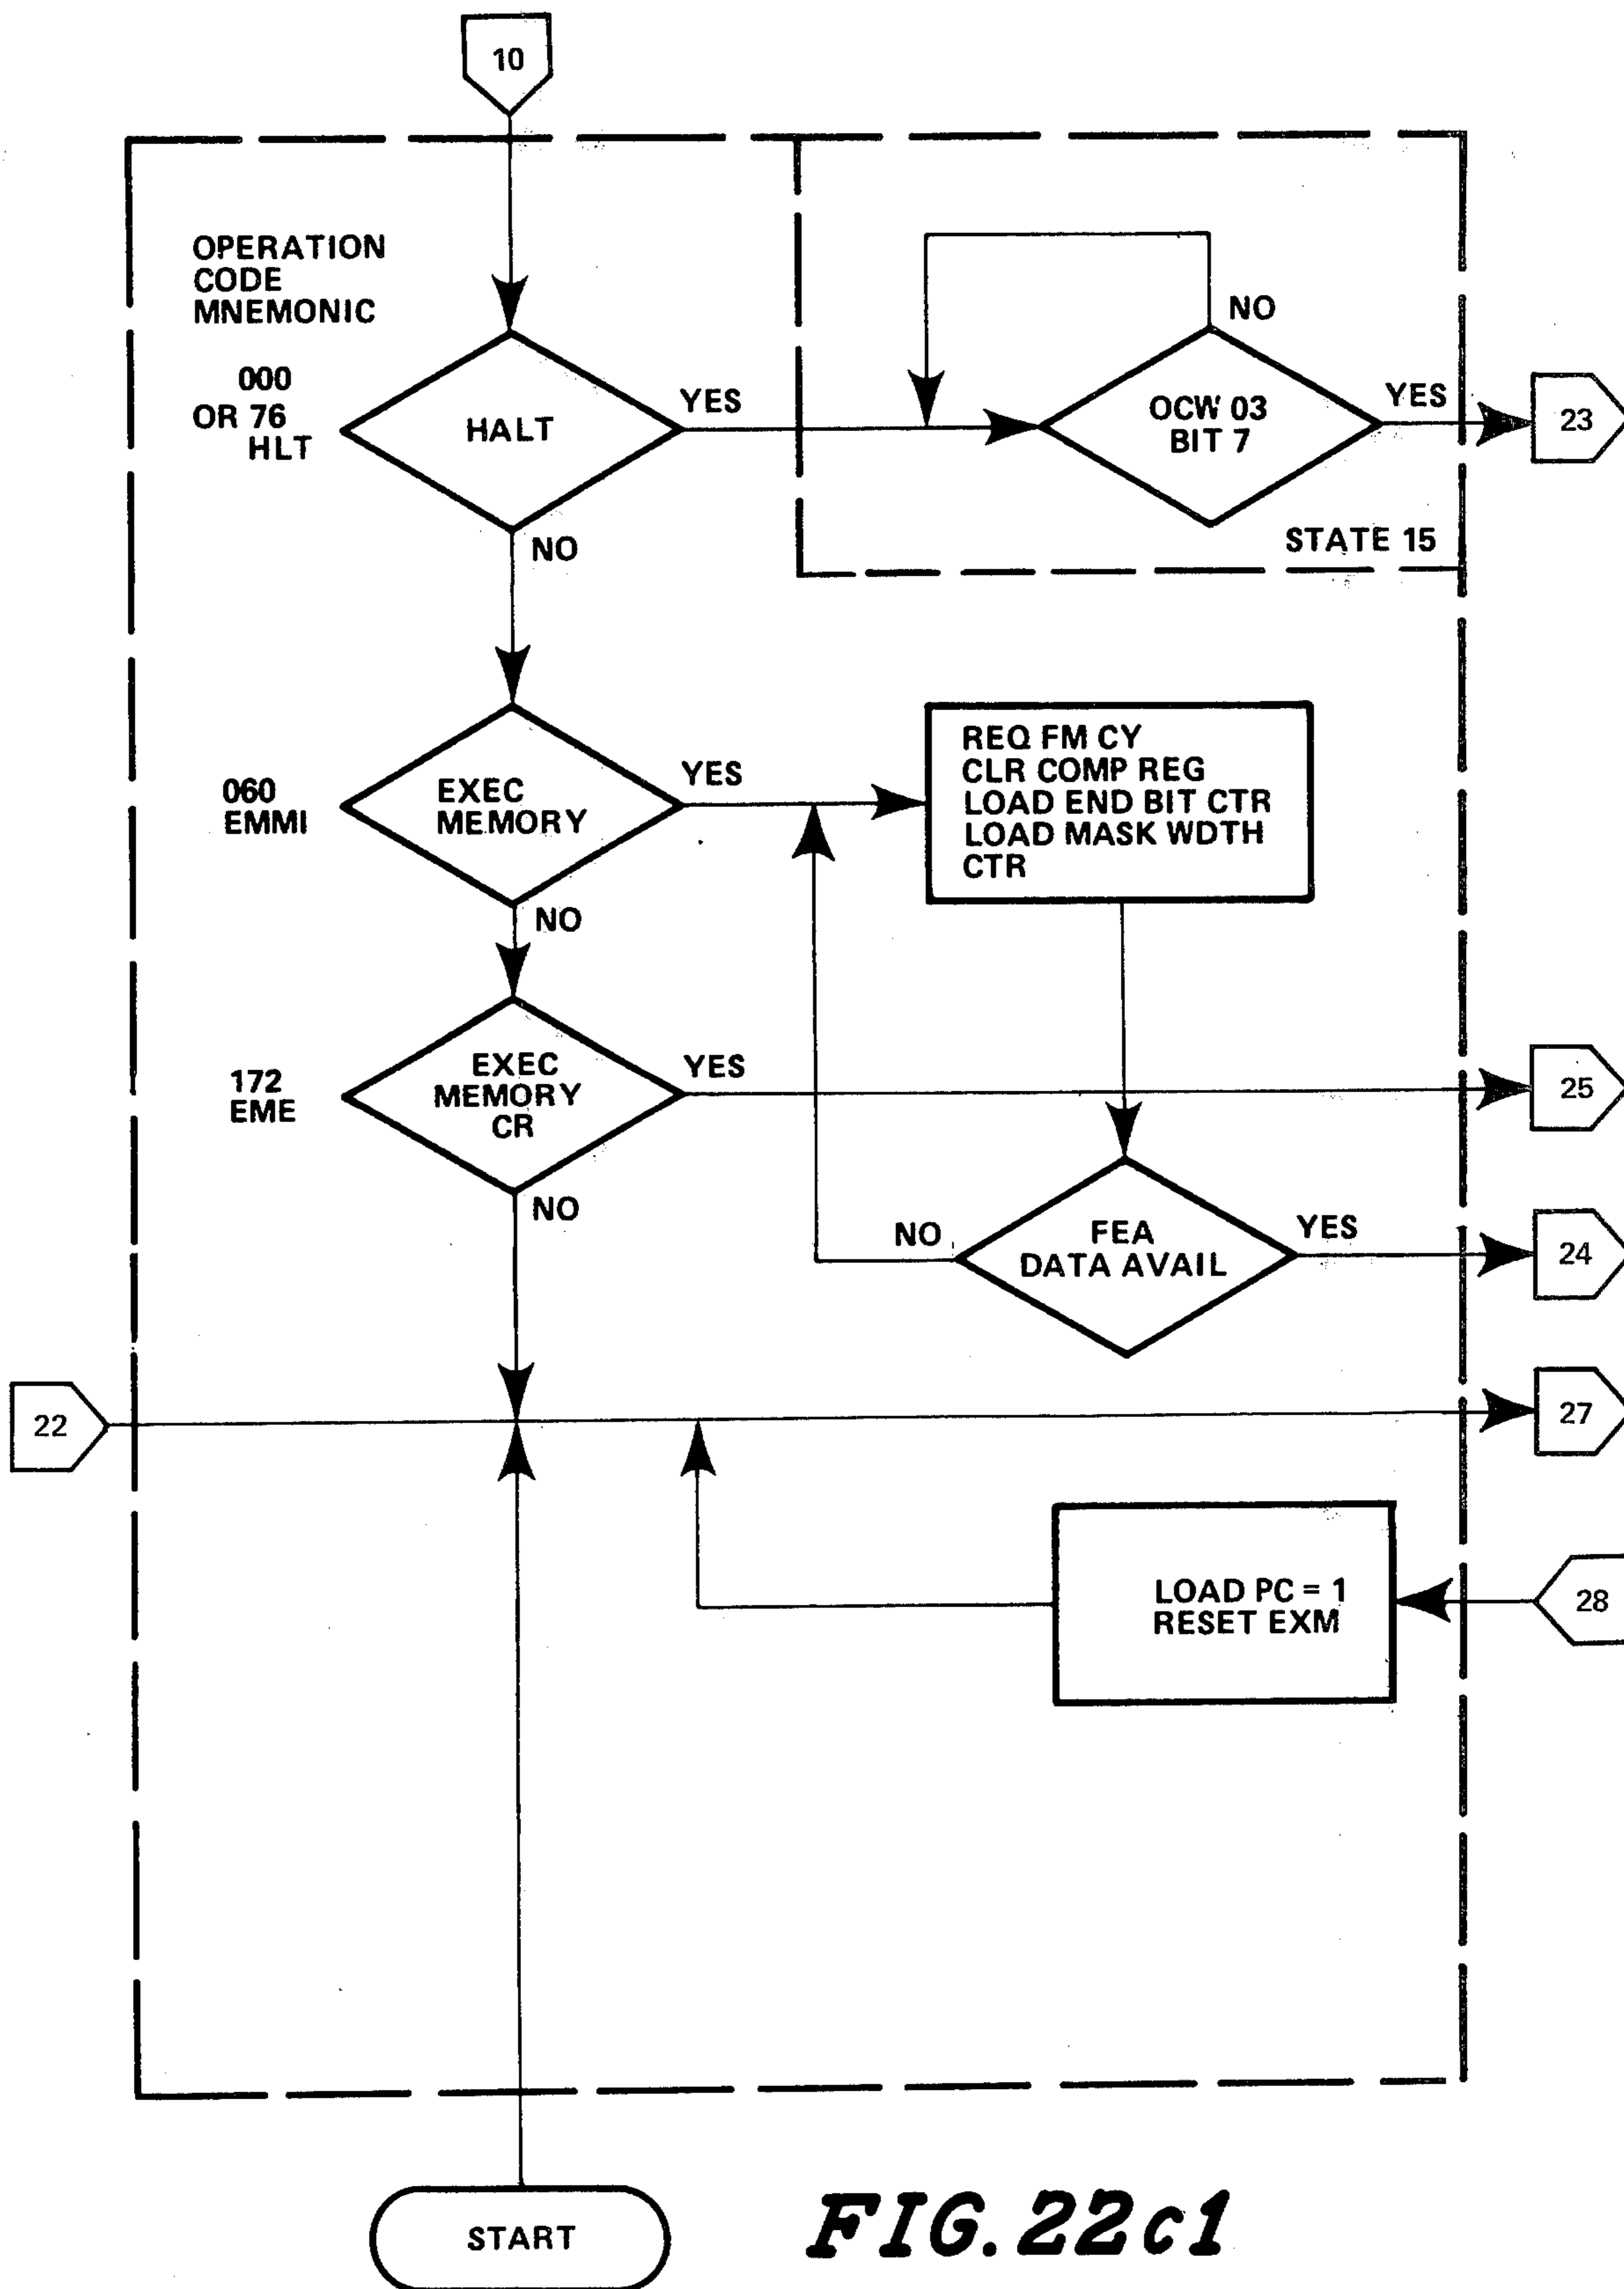 10
OPERATION
CODE
MNEMONIC
000
OR 76
HLT
HALT
YES
NO
OCW 03
BIT 7
NO
YES
23
STATE 15
060
EMMI
EXEC
MEMORY
YES
NO
REQ FM CY
CLR COMP REG
LOAD END BIT CTR
LOAD MASK WDTH
CTR
172
EME
EXEC
MEMORY
CR
YES
25
NO
FEA
DATA AVAIL
NO
YES
24
22
27
LOAD PC = 1
RESET EXM
28
START
FIG. 22c1